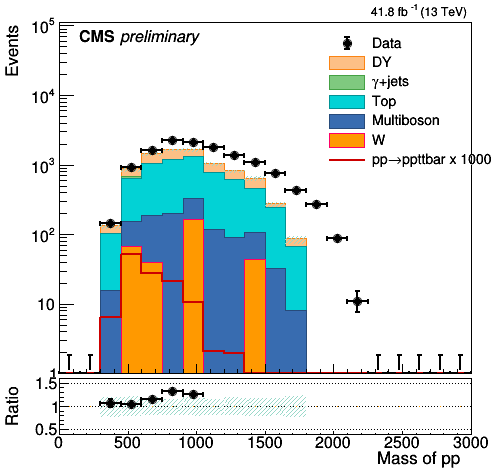 41.8 fb⁻¹ (13 TeV)
CMS preliminary
Events
10⁵
10⁴
10³
10²
10
1
Data
DY
γ+jets
Top
Multiboson
W
pp→ppttbar x 1000
Ratio
1.5
1
0.5
0 500 1000 1500 2000 2500 3000
Mass of pp